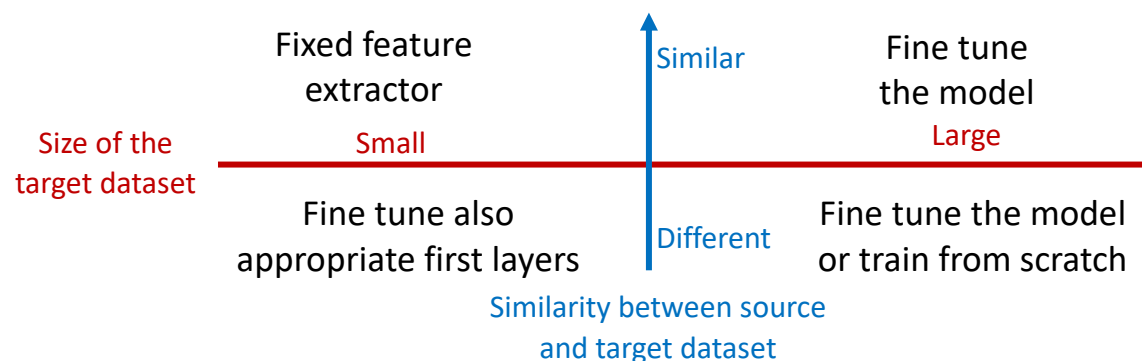 Fixed feature
extractor
Similar
Fine tune
the model
Size of the
target dataset
Small
Large
Fine tune also
appropriate first layers
Different
Fine tune the model
or train from scratch
Similarity between source
and target dataset